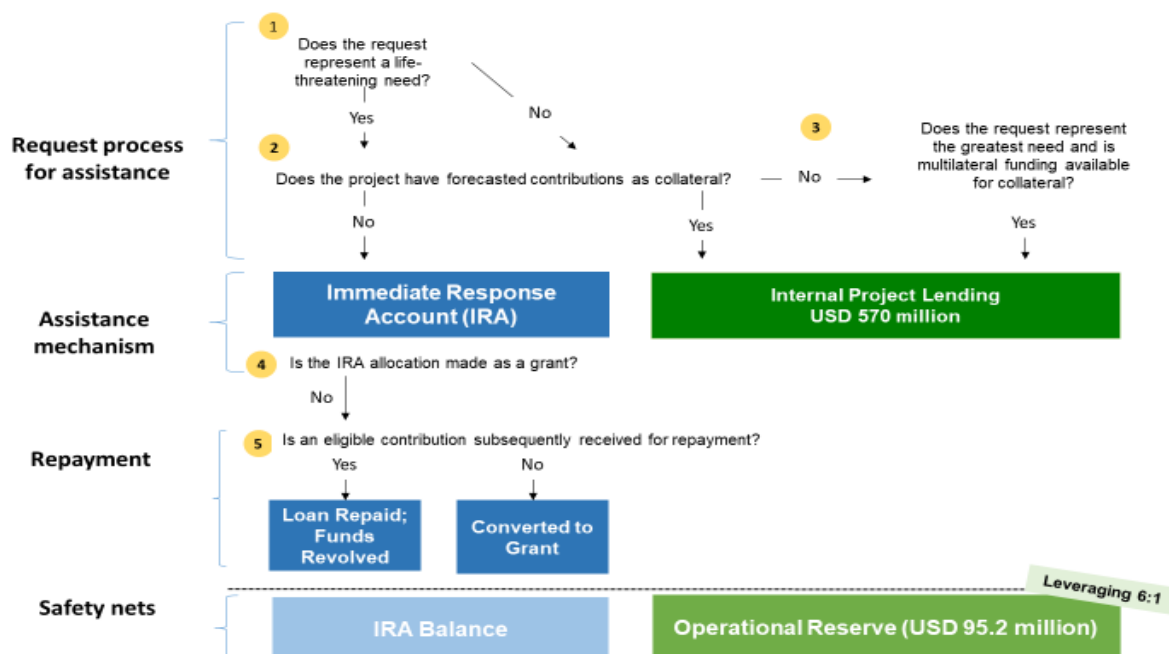 1
Does the request
represent a life-
threatening need?
Yes
No
Request process
for assistance
2
Does the project have forecasted contributions as collateral?
No
3
Does the request represent
the greatest need and is
multilateral funding available
for collateral?
No
Yes
Yes
Assistance
mechanism
Immediate Response
Account (IRA)
Internal Project Lending
USD 570 million
4
Is the IRA allocation made as a grant?
No
Repayment
5
Is an eligible contribution subsequently received for repayment?
Yes
No
Loan Repaid;
Funds
Revolved
Converted to
Grant
Leveraging 6:1
Safety nets
IRA Balance
Operational Reserve (USD 95.2 million)